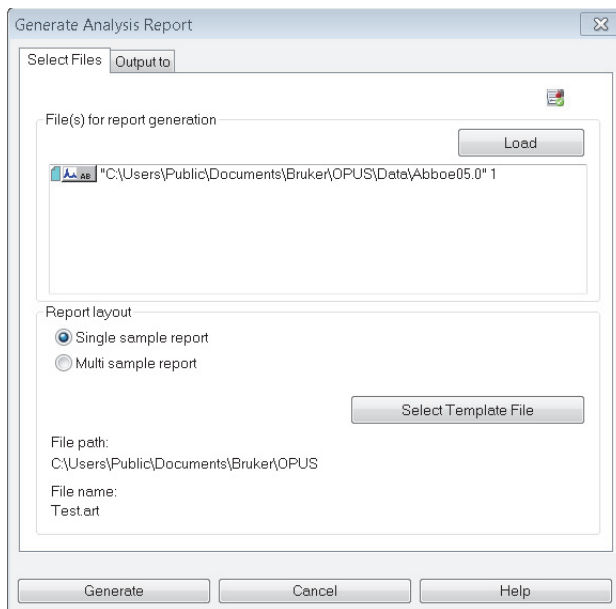 Generate Analysis Report
Select Files
Output to
File(s) for report generation
Load
AB "C:\Users\Public\Documents\Bruker\OPUS\Data\Abboe05.0" 1
Report layout
Single sample report
Multi sample report
Select Template File
File path:
C:\Users\Public\Documents\Bruker\OPUS
File name:
Test.art
Generate
Cancel
Help